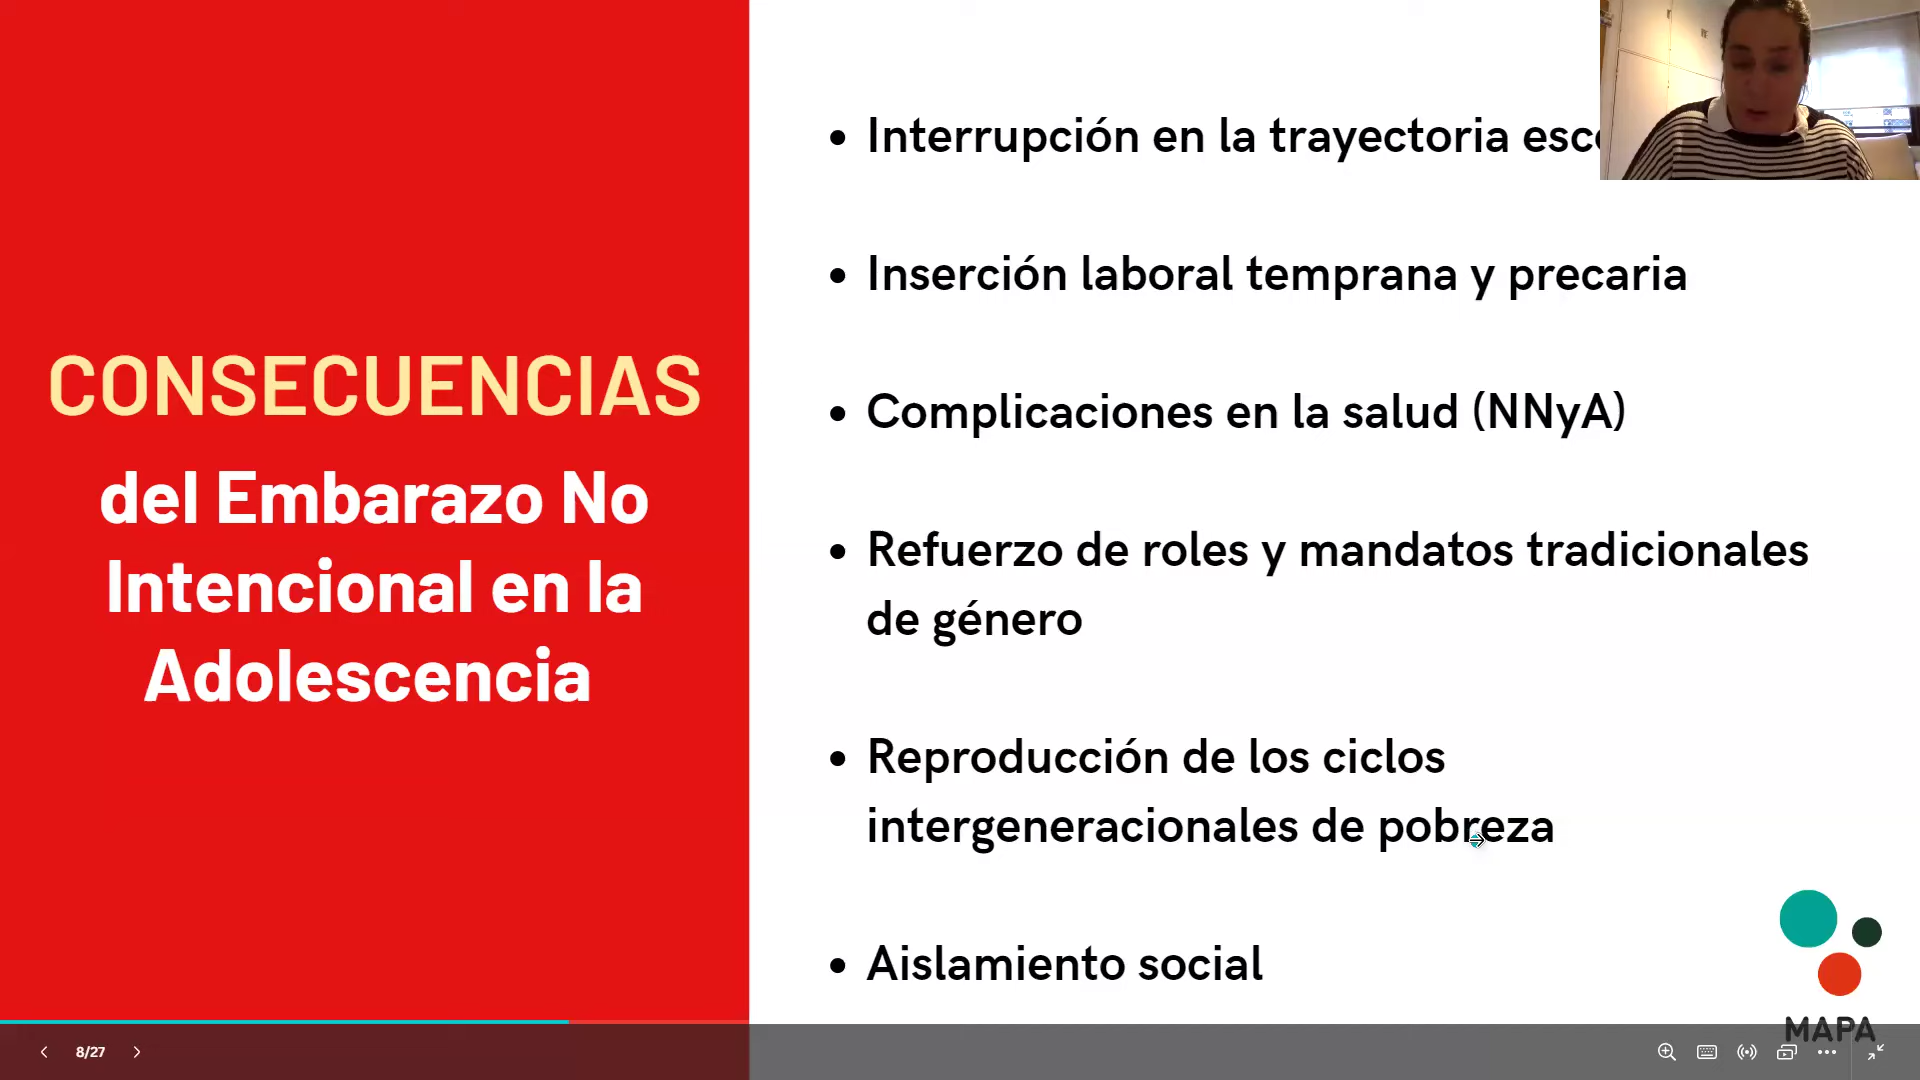 CONSECUENCIAS
del Embarazo No
Intencional en la
Adolescencia
• Interrupción en la trayectoria
• Inserción laboral temprana y precaria
• Complicaciones en la salud (NNyA)
• Refuerzo de roles y mandatos tradicionales
de género
• Reproducción de los ciclos
intergeneracionales de pobreza
• Aislamiento social
MAPA
8/27